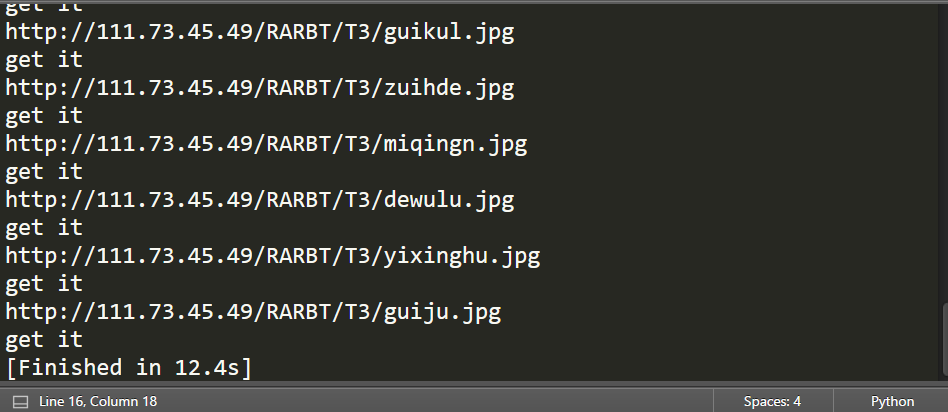 get it
http://111.73.45.49/RARBT/T3/guikul.jpg
get it
http://111.73.45.49/RARBT/T3/zuihde.jpg
get it
http://111.73.45.49/RARBT/T3/miqingn.jpg
get it
http://111.73.45.49/RARBT/T3/dewulu.jpg
get it
http://111.73.45.49/RARBT/T3/yixinghu.jpg
get it
http://111.73.45.49/RARBT/T3/guiju.jpg
get it
[Finished in 12.4s]
Line 16, Column 18 Spaces: 4 Python